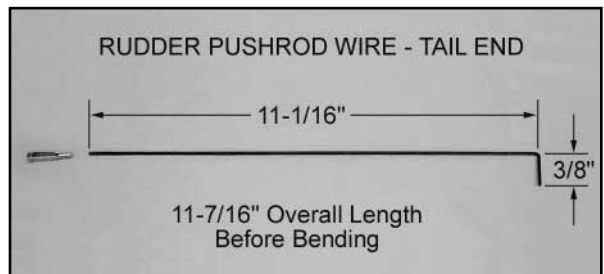 RUDDER PUSHROD WIRE - TAIL END
11-1/16"
3/8"
11-7/16" Overall Length
Before Bending